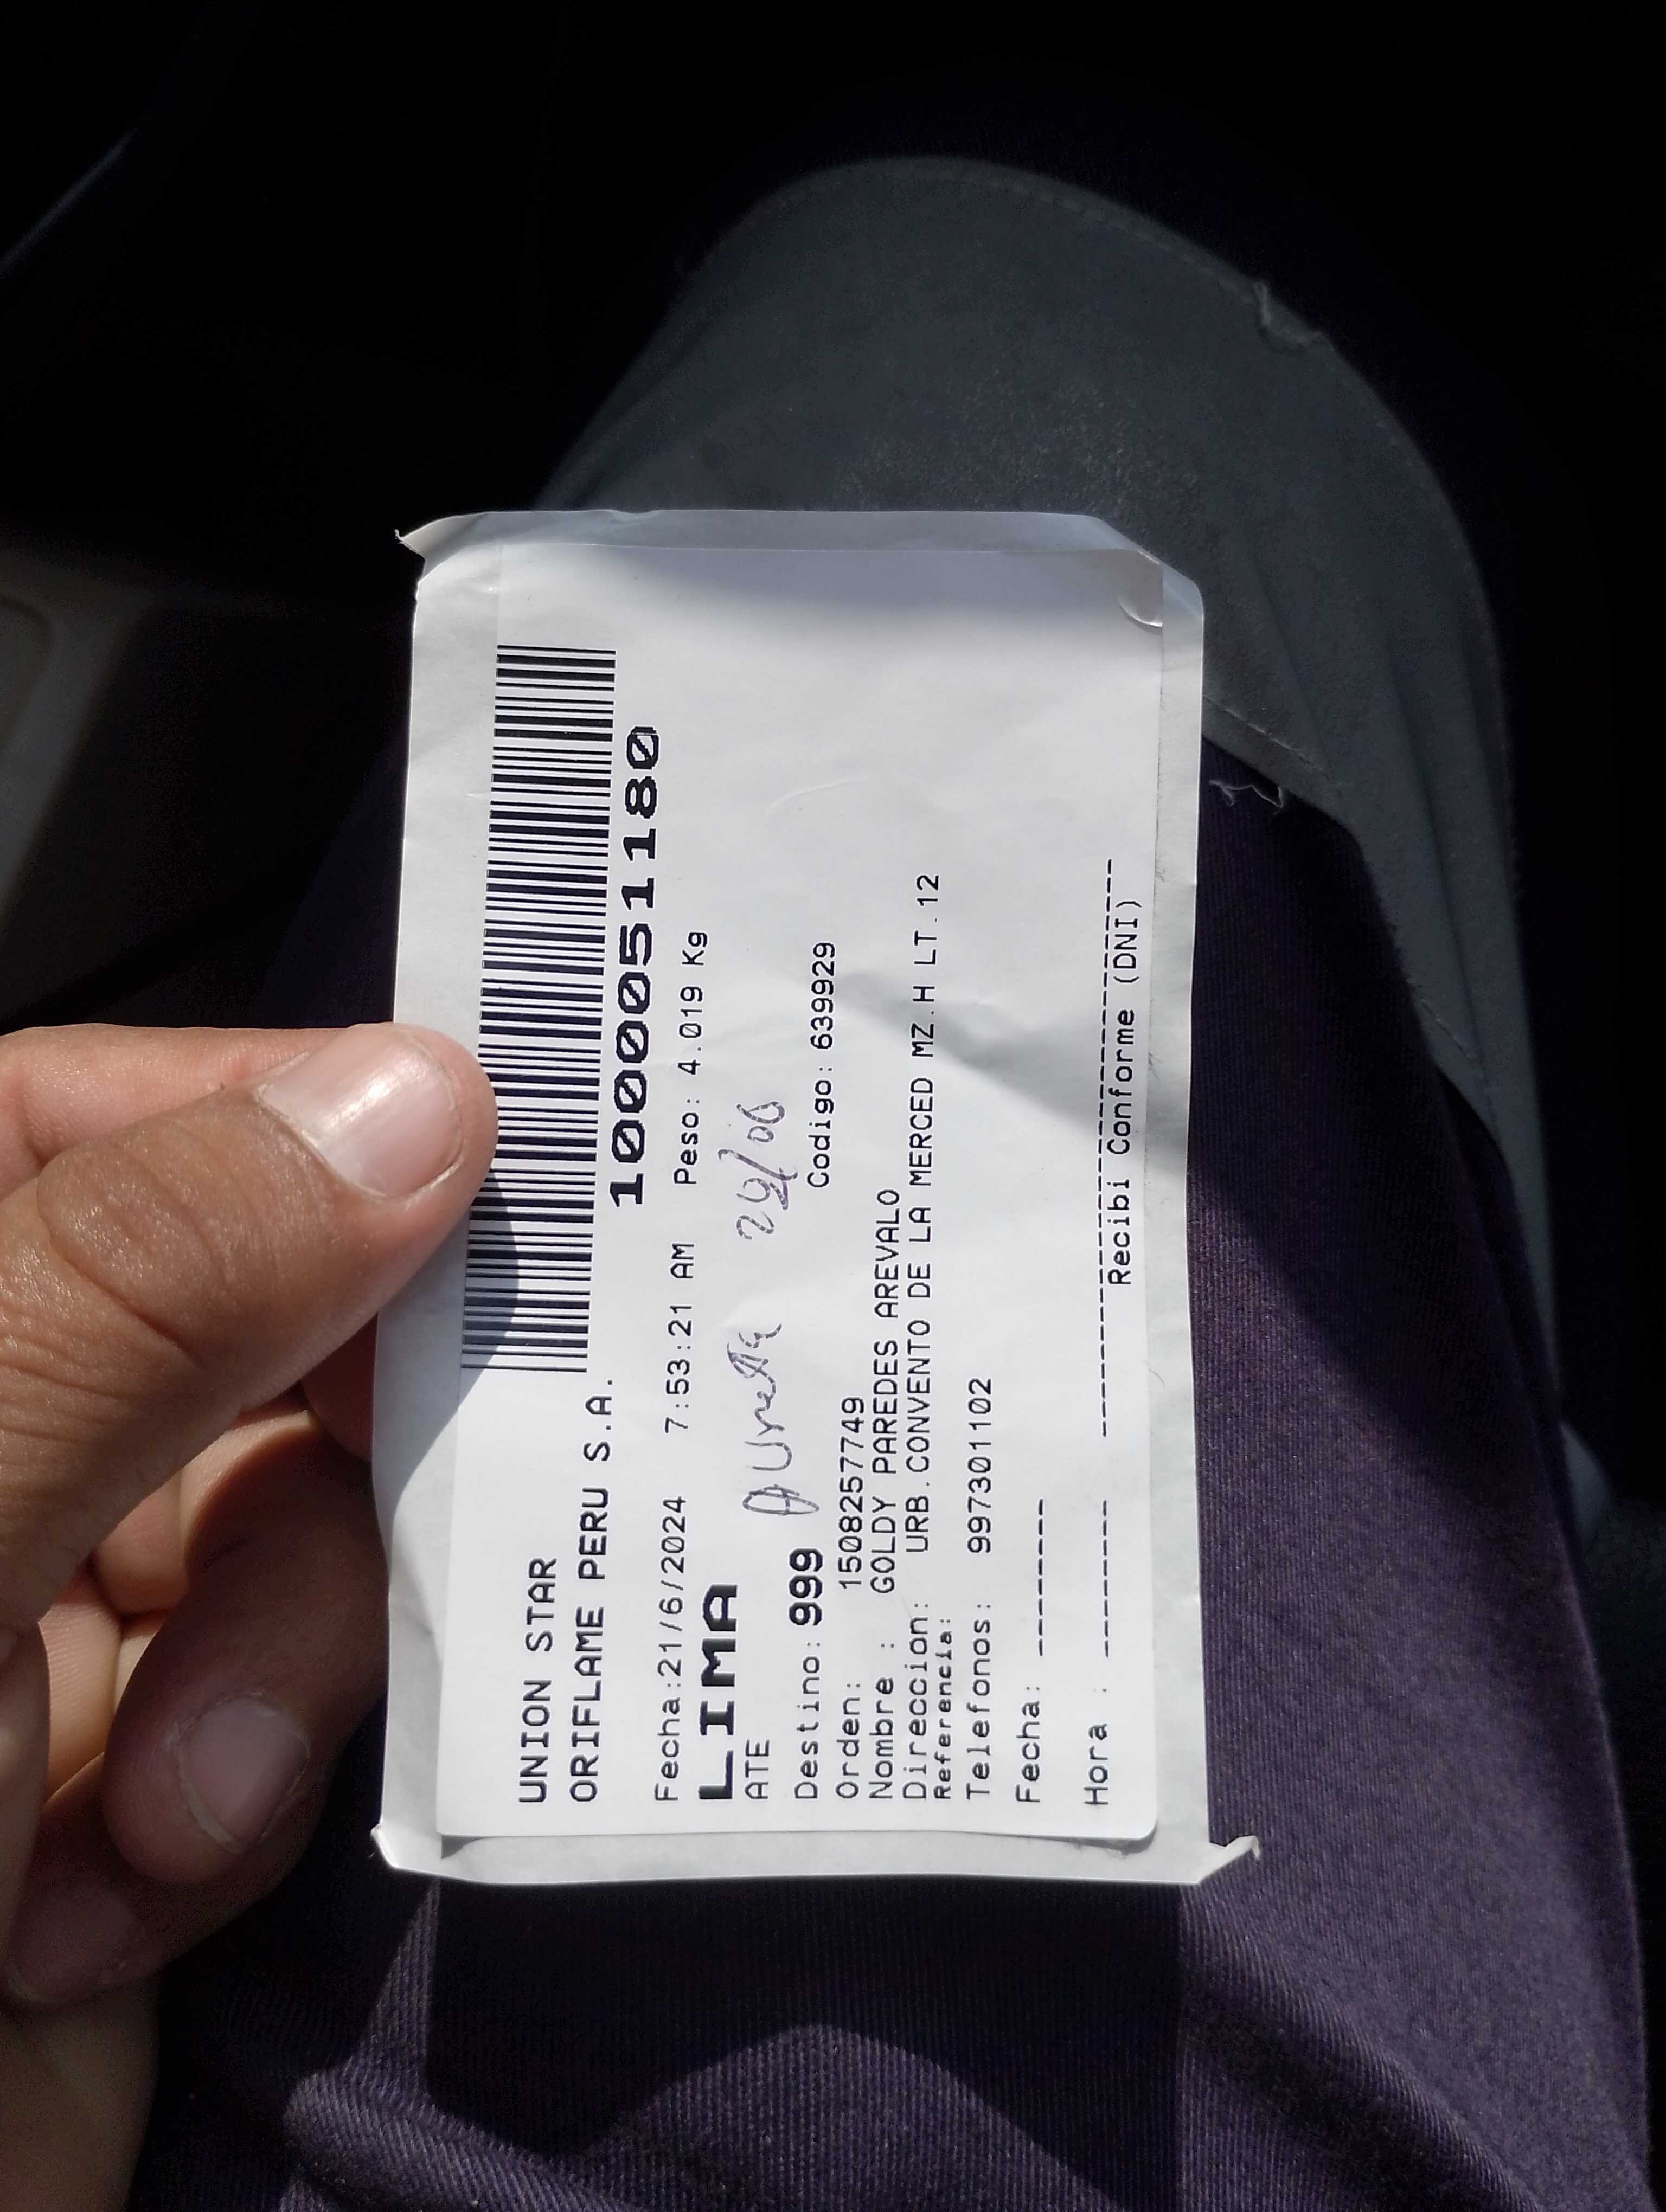 UNION STAR
ORIFLAME PERU S.A.
1000051180
Fecha:21/6/2024 7:53:21 AM Peso: 4.019 Kg
LIMA
ATE
Destino: 999 Codigo: 639929
Orden: 1508257749
Nombre : GOLDY PAREDES AREVALO
Direccion: URB.CONVENTO DE LA MERCED MZ.H LT.12
Referencia:
Telefonos: 997301102
Fecha: --------
Hora : --------
Recibi Conforme (DNI)